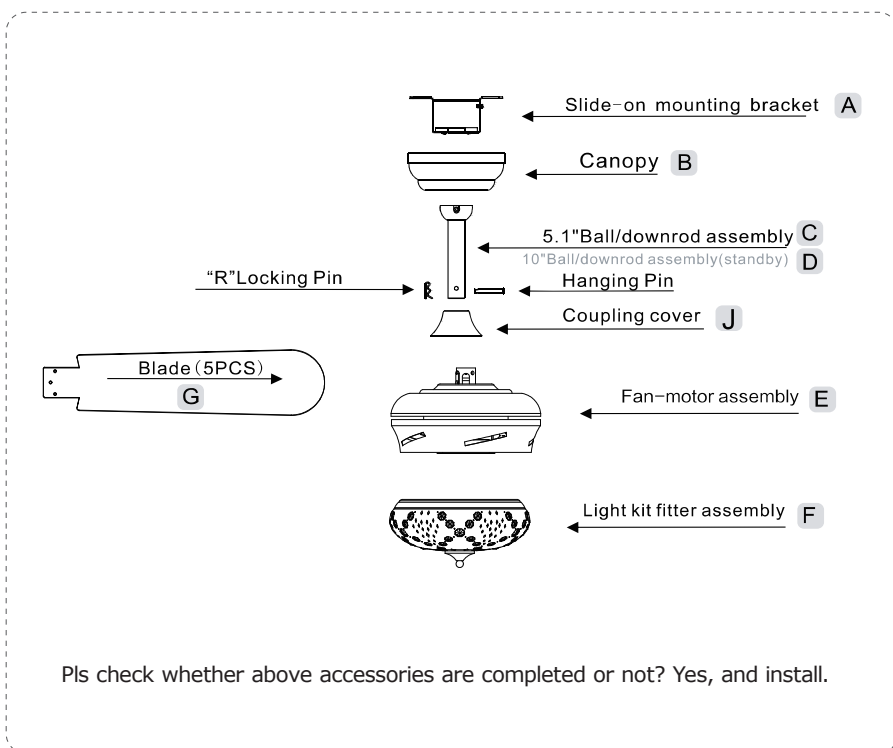 Slide-on mounting bracket A
Canopy B
5.1"Ball/downrod assembly C
10"Ball/downrod assembly(standby) D
“R”Locking Pin
Hanging Pin
Coupling cover J
Blade（5PCS）
G
Fan-motor assembly E
Light kit fitter assembly F
Pls check whether above accessories are completed or not? Yes, and install.